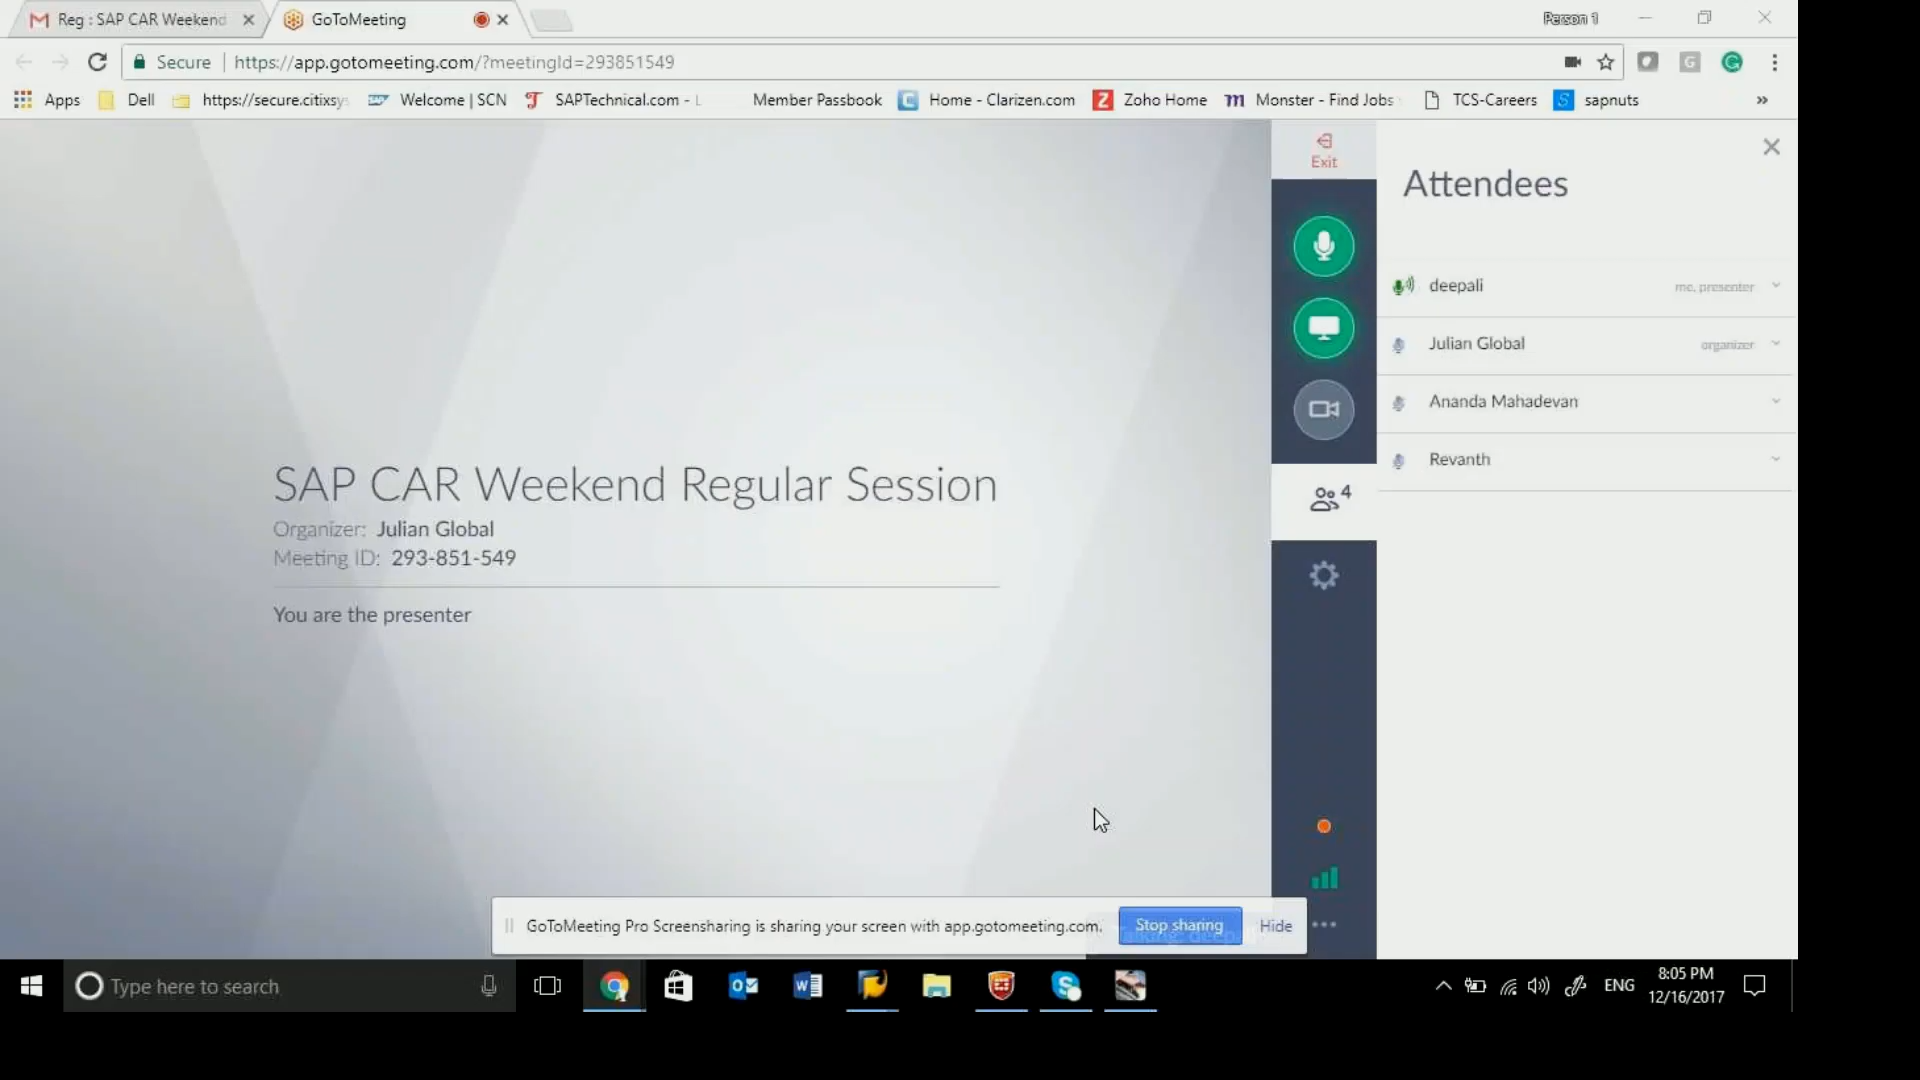 Reg : SAP CAR Weekend
GoToMeeting
Person 1
Secure
https://app.gotomeeting.com/?meetingId=293851549
Apps
Dell
https://secure.citixsy
Welcome | SCN
SAPTechnical.com - L
Member Passbook
Home - Clarizen.com
Zoho Home
Monster - Find Jobs
TCS-Careers
sapnuts
»
Exit
Attendees
deepali
me, presenter
Julian Global
organizer
Ananda Mahadevan
Revanth
4
SAP CAR Weekend Regular Session
Organizer: Julian Global
Meeting ID: 293-851-549
You are the presenter
GoToMeeting Pro Screensharing is sharing your screen with app.gotomeeting.com.
Stop sharing
Hide
Type here to search
ENG
8:05 PM
12/16/2017